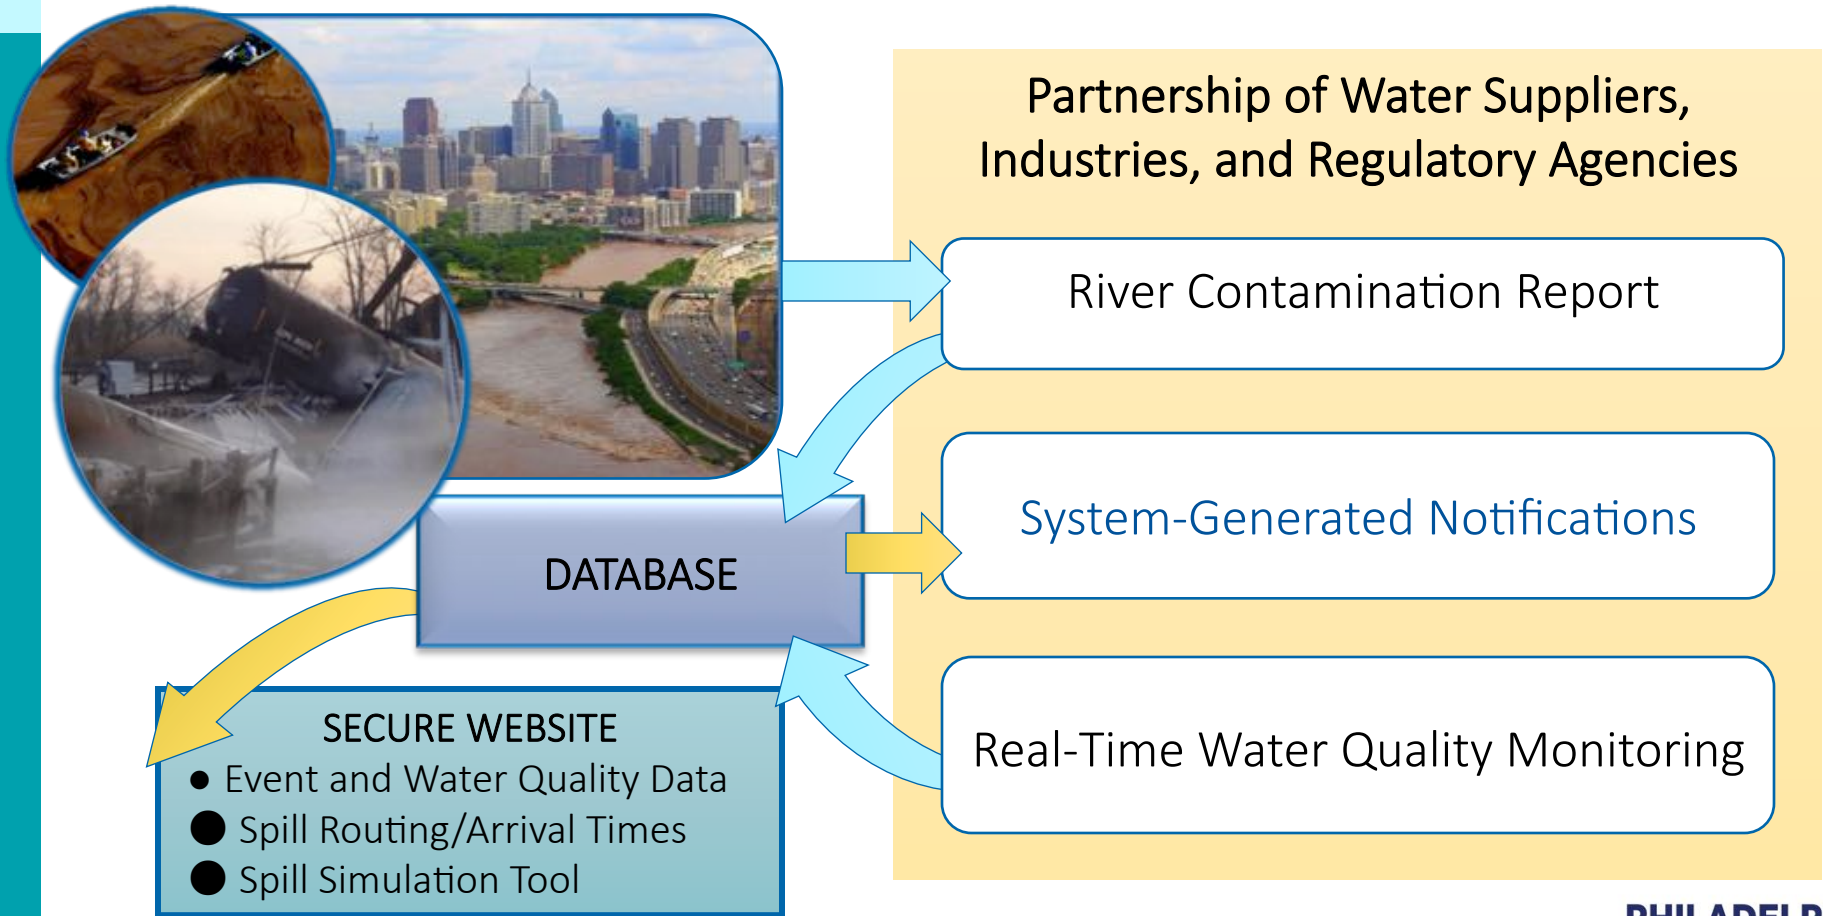 Partnership of Water Suppliers,
Industries, and Regulatory Agencies
River Contamination Report
System-Generated Notifications
DATABASE
Real-Time Water Quality Monitoring
SECURE WEBSITE
● Event and Water Quality Data
● Spill Routing/Arrival Times
● Spill Simulation Tool
PHILADELP